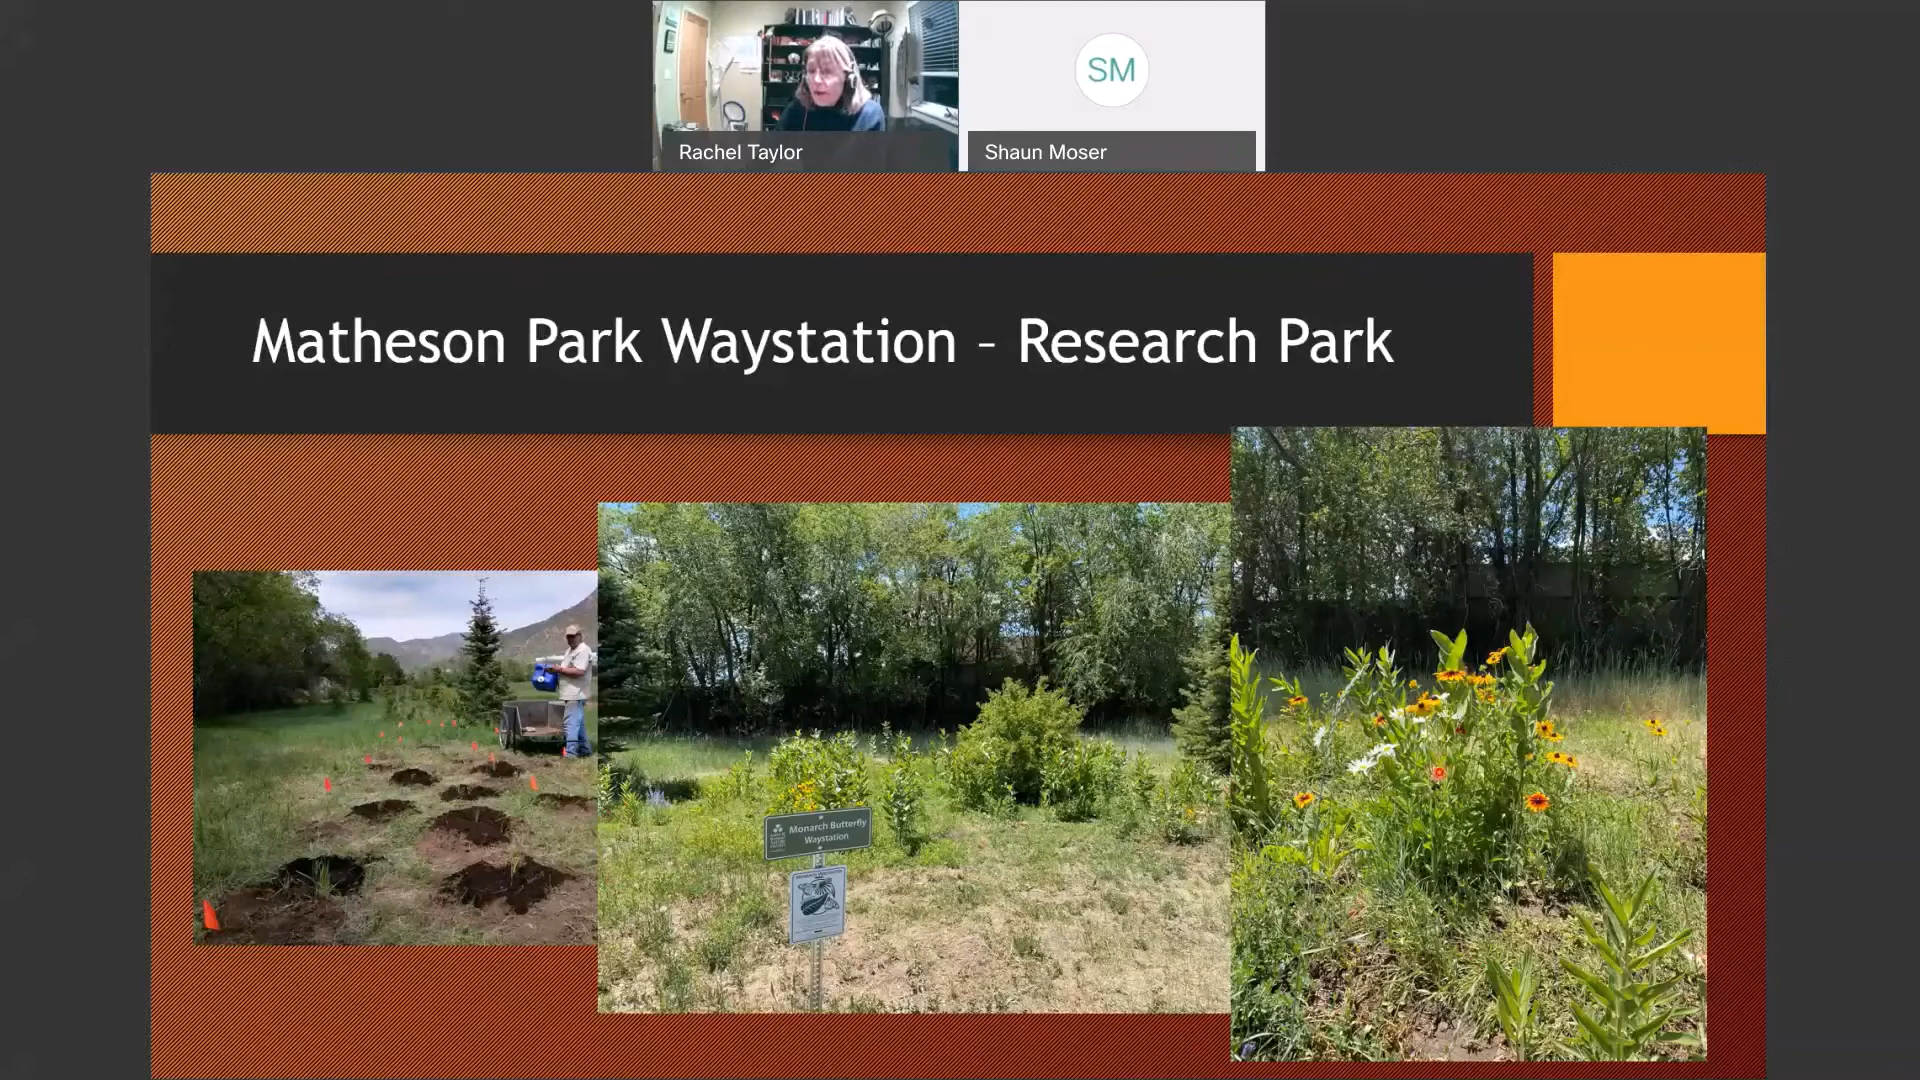 Rachel Taylor
SM
Shaun Moser
Matheson Park Waystation – Research Park
Monarch Butterfly
Waystation